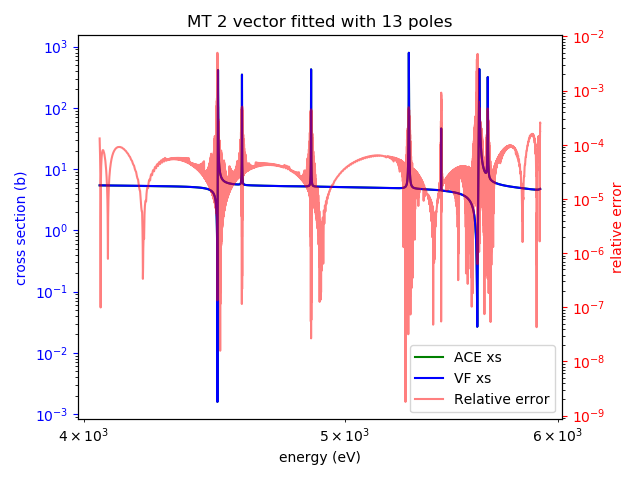 MT 2 vector fitted with 13 poles
cross section (b)
10³
10²
10¹
10⁰
10⁻¹
10⁻²
10⁻³
10⁻²
10⁻³
10⁻⁴
10⁻⁵
10⁻⁶
10⁻⁷
10⁻⁸
10⁻⁹
relative error
ACE xs
VF xs
Relative error
4 × 10³
5 × 10³
6 × 10³
energy (eV)